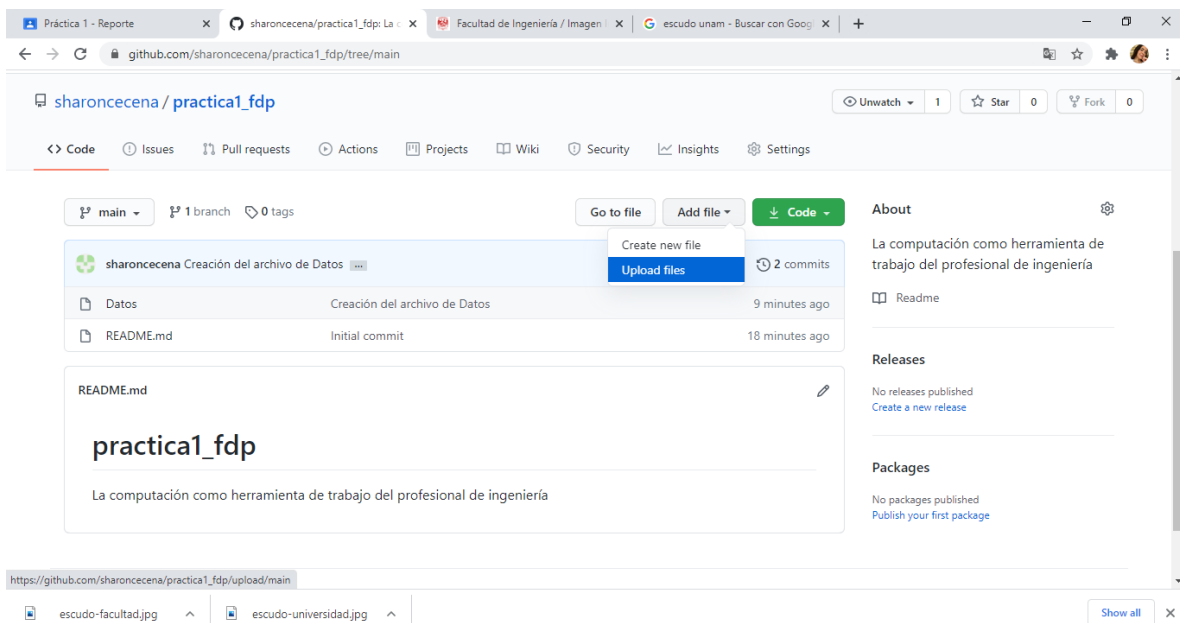 Práctica 1 - Reporte
sharoncecena/practica1_fdp: La c
Facultad de Ingeniería / Imagen I
escudo unam - Buscar con Goog
github.com/sharoncecena/practica1_fdp/tree/main
sharoncecena / practica1_fdp
Unwatch 1 Star 0 Fork 0
Code Issues Pull requests Actions Projects Wiki Security Insights Settings
main 1 branch 0 tags Go to file Add file Code
Create new file
Upload files
sharoncecena Creación del archivo de Datos ... 2 commits
Datos Creación del archivo de Datos 9 minutes ago
README.md Initial commit 18 minutes ago
README.md
practica1_fdp
La computación como herramienta de trabajo del profesional de ingeniería
About
La computación como herramienta de
trabajo del profesional de ingeniería
Readme
Releases
No releases published
Create a new release
Packages
No packages published
Publish your first package
https://github.com/sharoncecena/practica1_fdp/upload/main
escudo-facultad.jpg escudo-universidad.jpg Show all